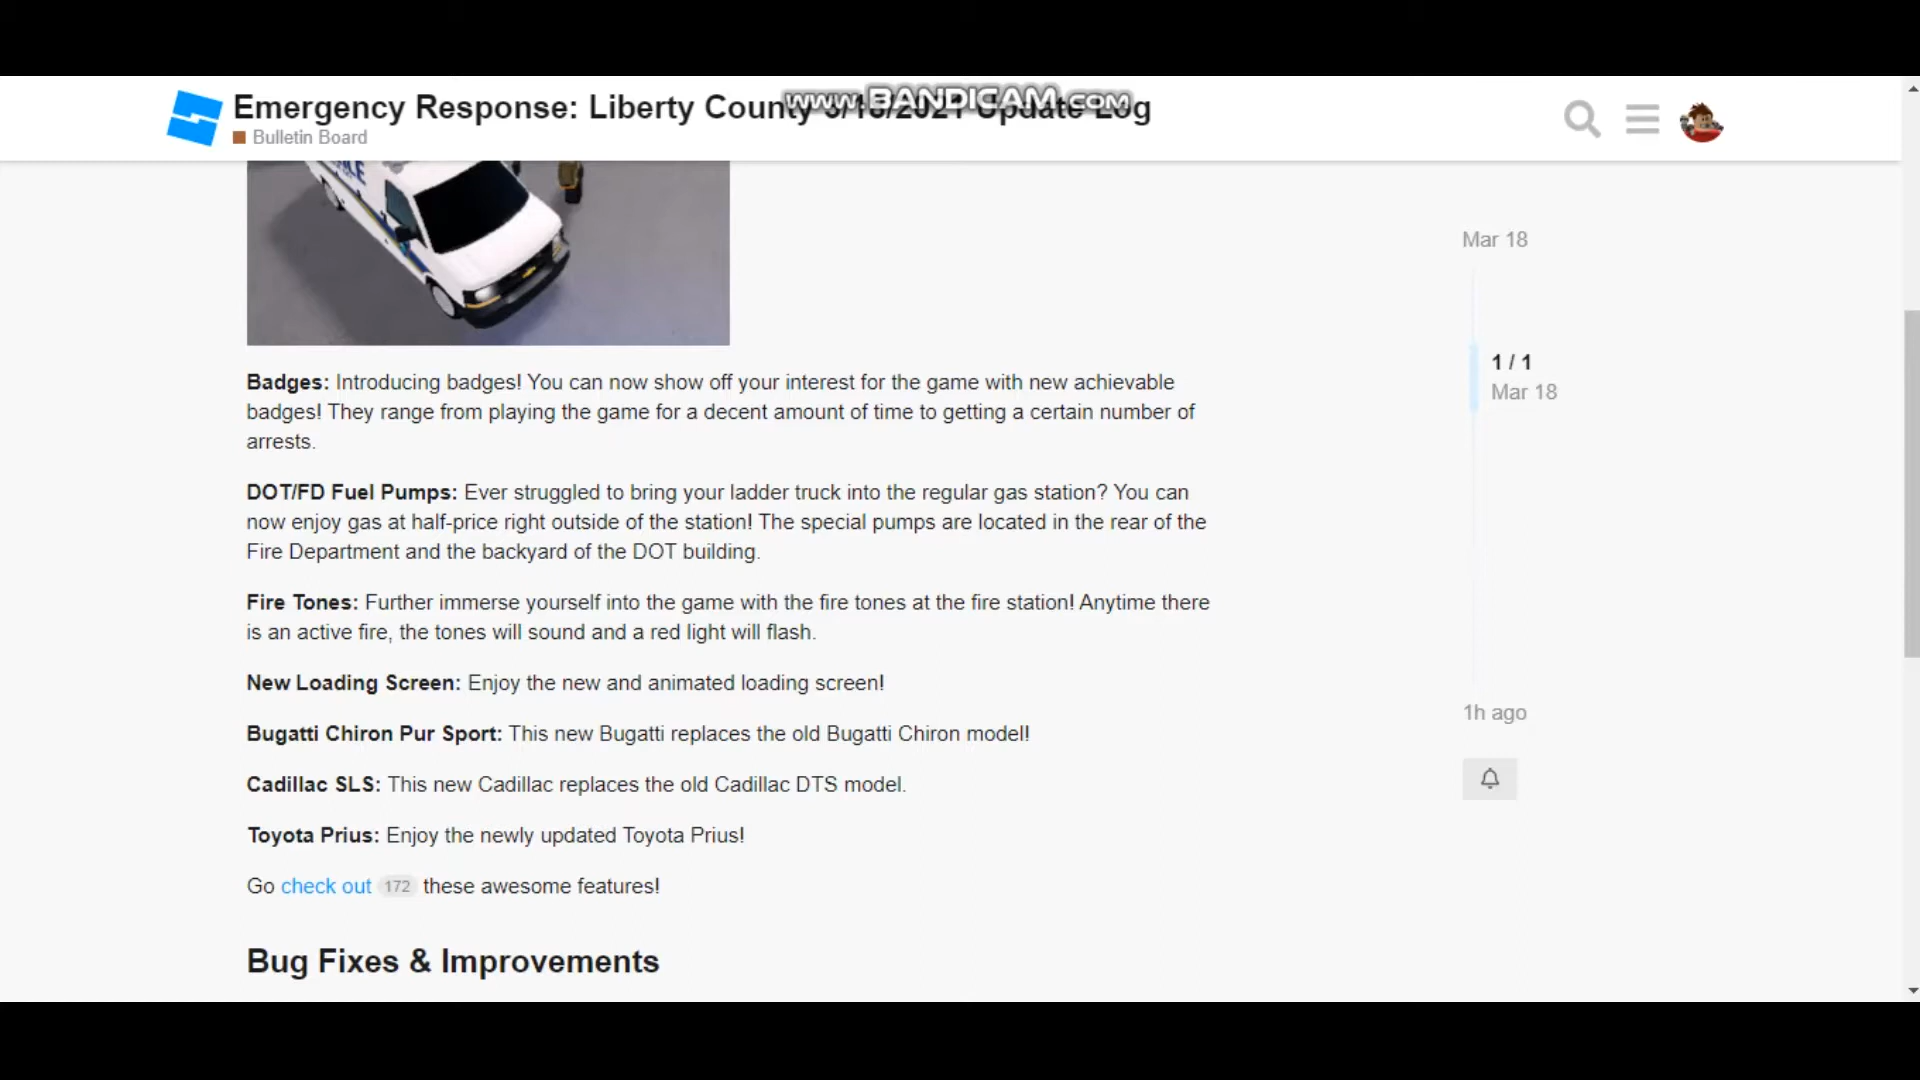 www.BANDICAM.com
Emergency Response: Liberty County 3/18/2021 Update Log
Bulletin Board
Mar 18
1 / 1
Mar 18
Badges: Introducing badges! You can now show off your interest for the game with new achievable
badges! They range from playing the game for a decent amount of time to getting a certain number of
arrests.
DOT/FD Fuel Pumps: Ever struggled to bring your ladder truck into the regular gas station? You can
now enjoy gas at half-price right outside of the station! The special pumps are located in the rear of the
Fire Department and the backyard of the DOT building.
Fire Tones: Further immerse yourself into the game with the fire tones at the fire station! Anytime there
is an active fire, the tones will sound and a red light will flash.
New Loading Screen: Enjoy the new and animated loading screen!
1h ago
Bugatti Chiron Pur Sport: This new Bugatti replaces the old Bugatti Chiron model!
Cadillac SLS: This new Cadillac replaces the old Cadillac DTS model.
Toyota Prius: Enjoy the newly updated Toyota Prius!
Go check out 172 these awesome features!
Bug Fixes & Improvements